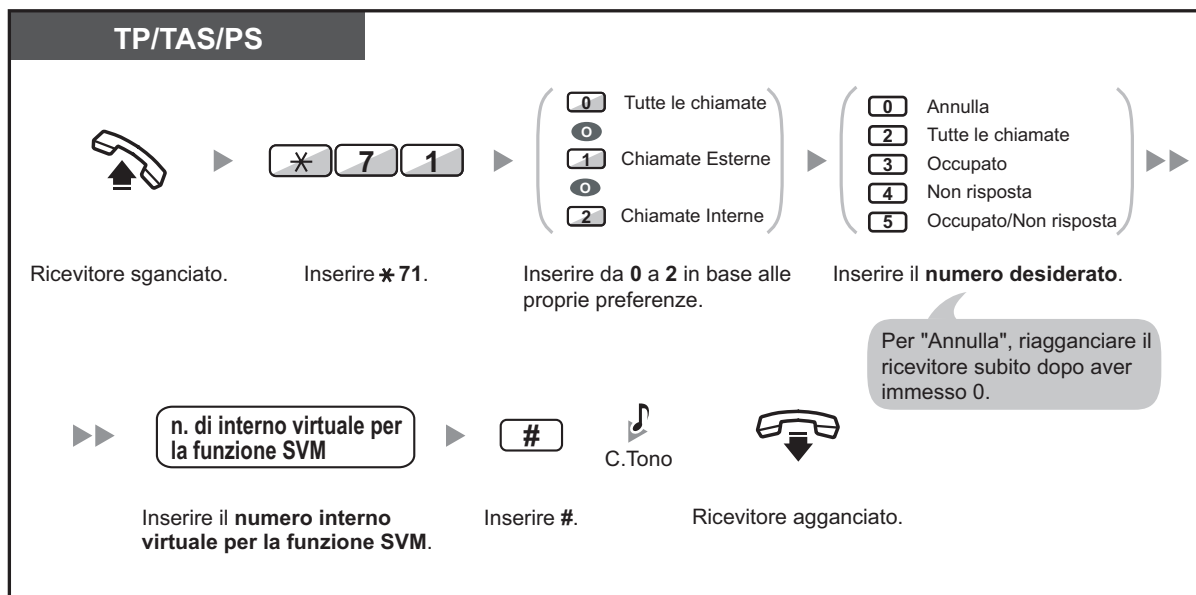 TP/TAS/PS
0 Tutte le chiamate
O
1 Chiamate Esterne
O
2 Chiamate Interne
0 Annulla
2 Tutte le chiamate
3 Occupato
4 Non risposta
5 Occupato/Non risposta
* 7 1
Ricevitore sganciato.
Inserire * 71.
Inserire da 0 a 2 in base alle
proprie preferenze.
Inserire il numero desiderato.
Per "Annulla", riagganciare il
ricevitore subito dopo aver
immesso 0.
n. di interno virtuale per
la funzione SVM
#
C.Tono
Inserire il numero interno
virtuale per la funzione SVM.
Inserire #.
Ricevitore agganciato.